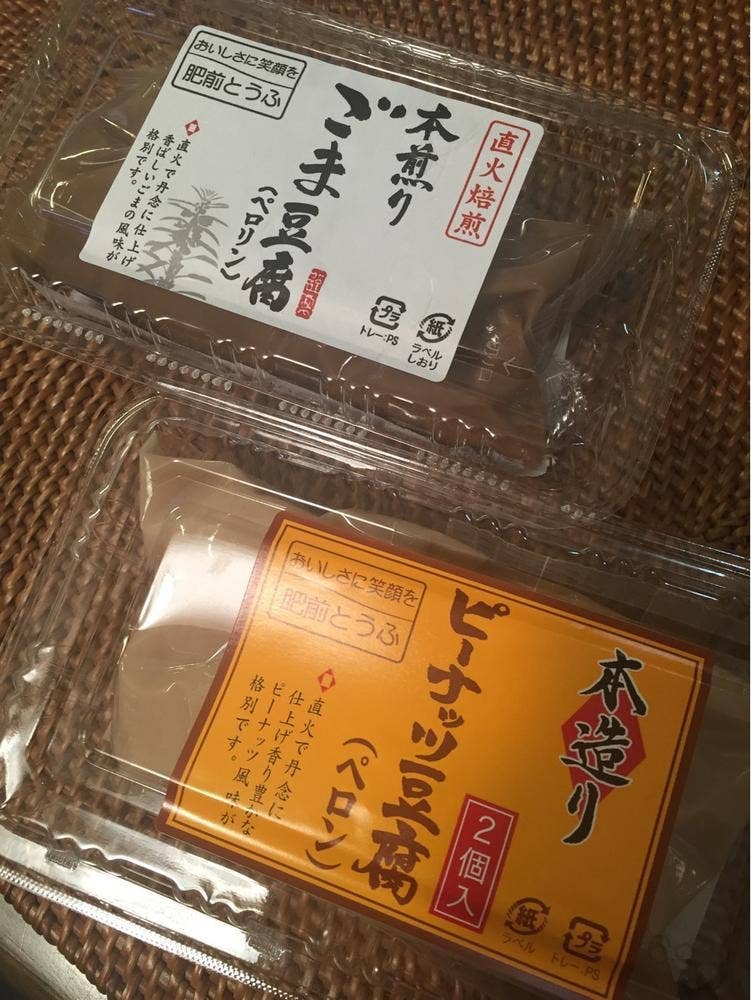 おいしさに笑顔を
肥前とうふ
直火焙煎
本煎り
ごま豆腐
(ペロリン)
直火で丹念に仕上げ
香ばしいごまの風味が
格別です。
プラ
トレー:PS
紙
ラベル
しおり
おいしさに笑顔を
肥前とうふ
本造り
ピーナッツ豆腐
(ペロン)
2個入
直火で丹念に
仕上げ香り豊かな
ピーナッツ風味が
格別です。
紙
ラベル
プラ
トレー:PS